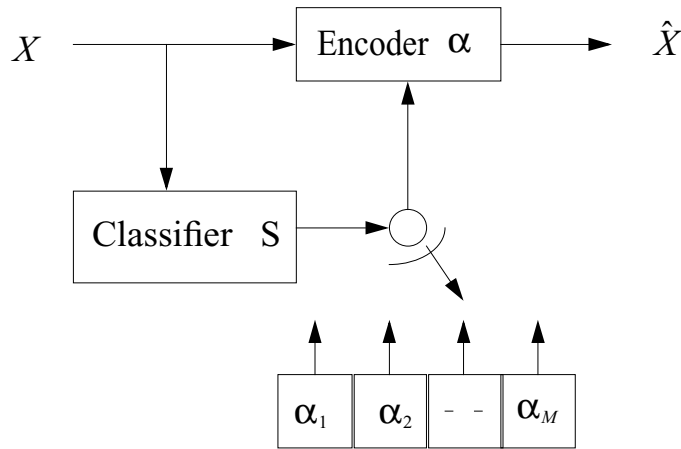 X Encoder α X̂
Classifier S
α₁ α₂ - - α_M